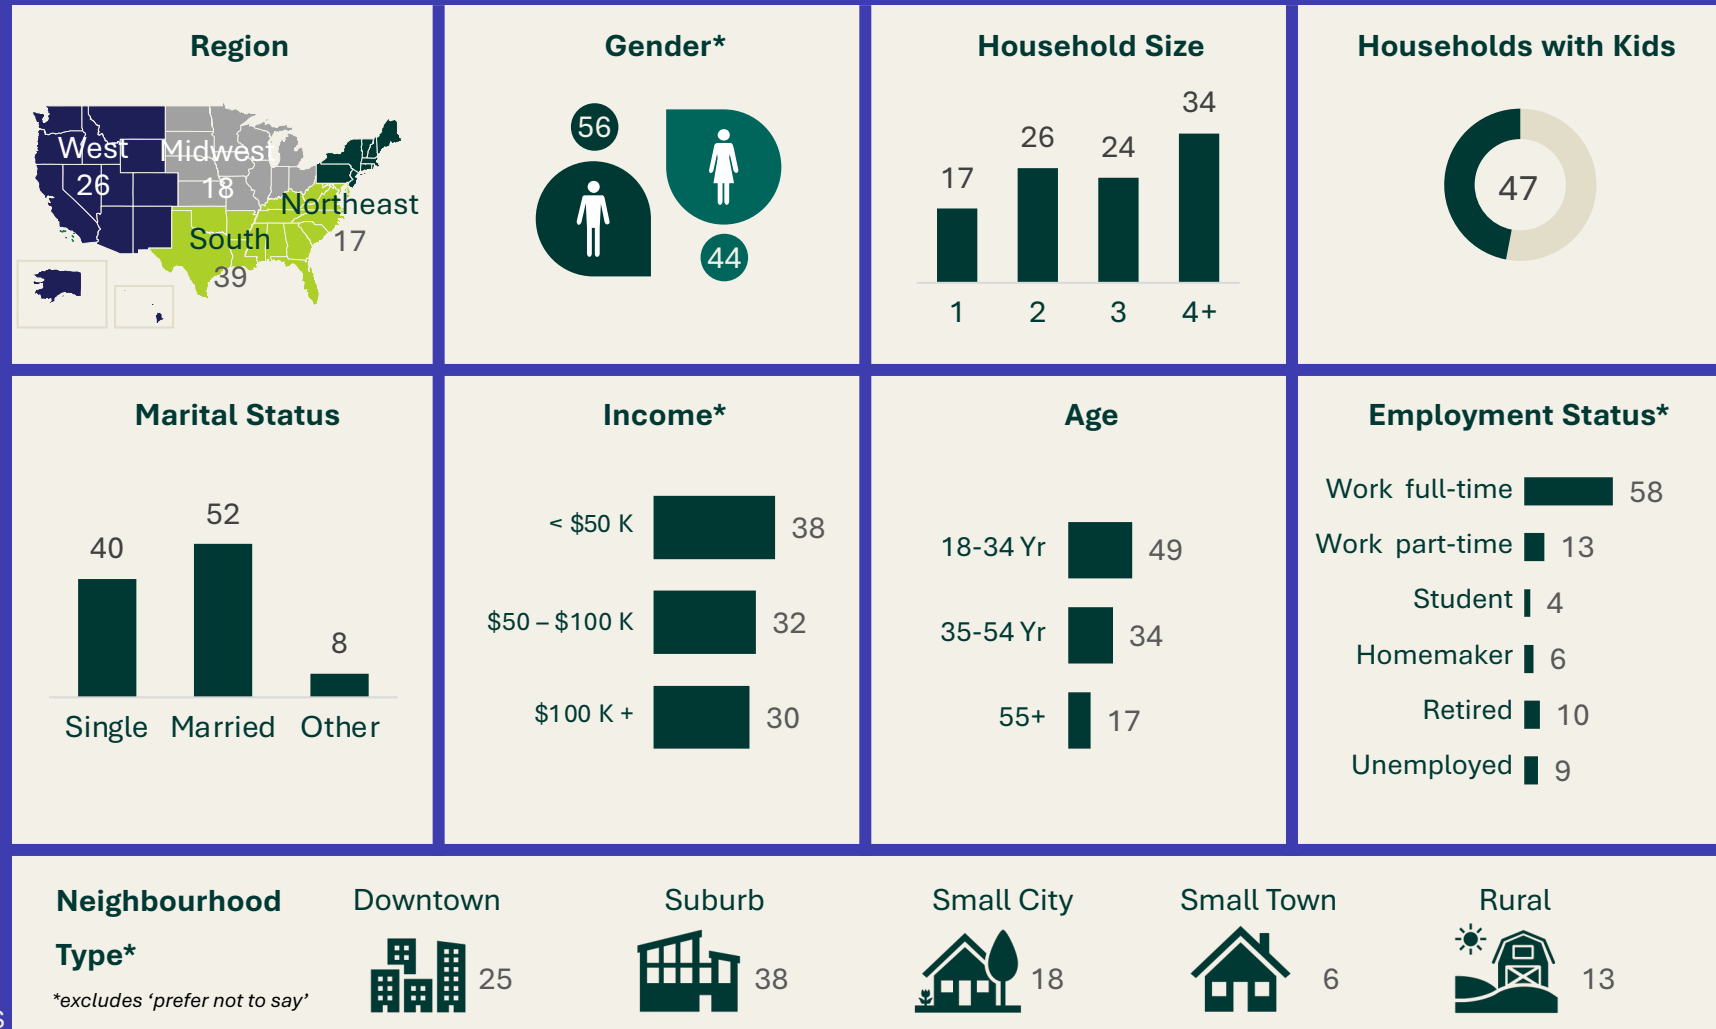 Region
West
26
Midwest
18
Northeast
17
South
39
Gender*
56
44
Household Size
17
26
24
34
1
2
3
4+
Households with Kids
47
Marital Status
40
52
8
Single
Married
Other
Income*
< $50 K
38
$50 – $100 K
32
$100 K +
30
Age
18-34 Yr
49
35-54 Yr
34
55+
17
Employment Status*
Work full-time
58
Work part-time
13
Student
4
Homemaker
6
Retired
10
Unemployed
9
Neighbourhood
Type*
*excludes ‘prefer not to say’
Downtown
25
Suburb
38
Small City
18
Small Town
6
Rural
13